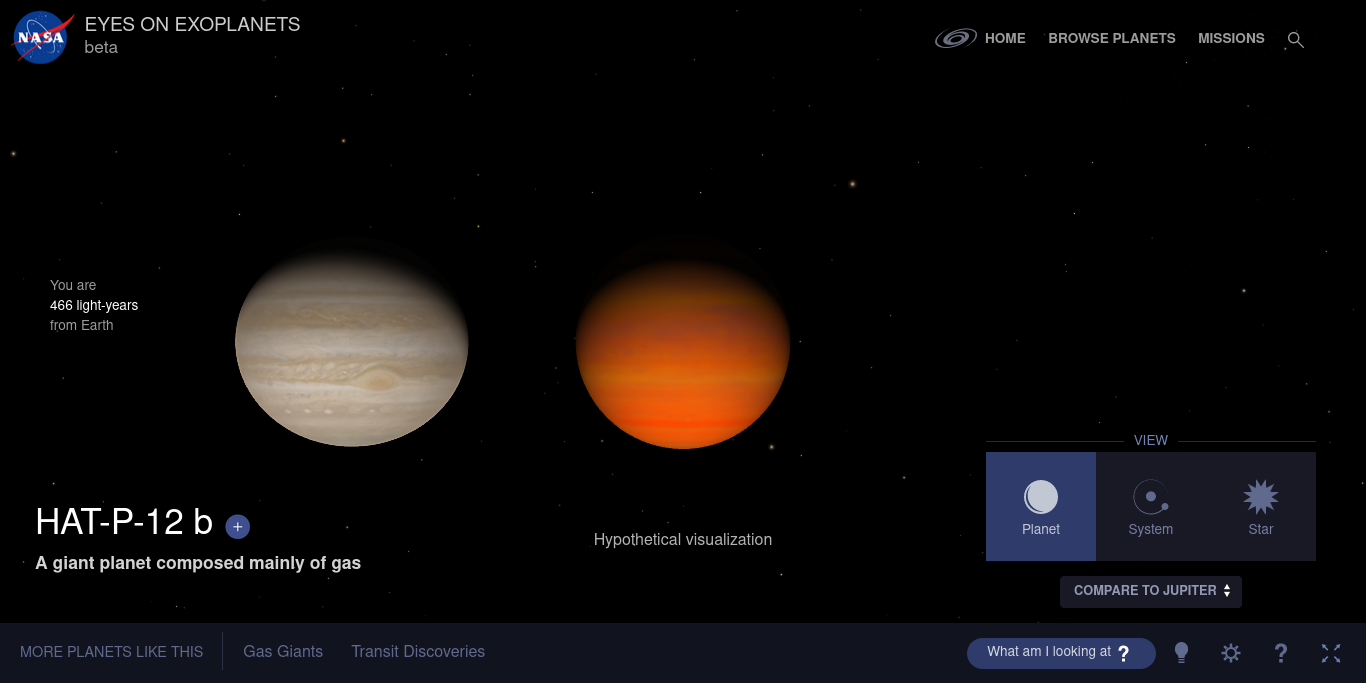 NASA
EYES ON EXOPLANETS
beta
HOME
BROWSE PLANETS
MISSIONS
You are
466 light-years
from Earth
VIEW
Planet
System
Star
HAT-P-12 b +
A giant planet composed mainly of gas
Hypothetical visualization
COMPARE TO JUPITER
MORE PLANETS LIKE THIS
Gas Giants
Transit Discoveries
What am I looking at ?
?